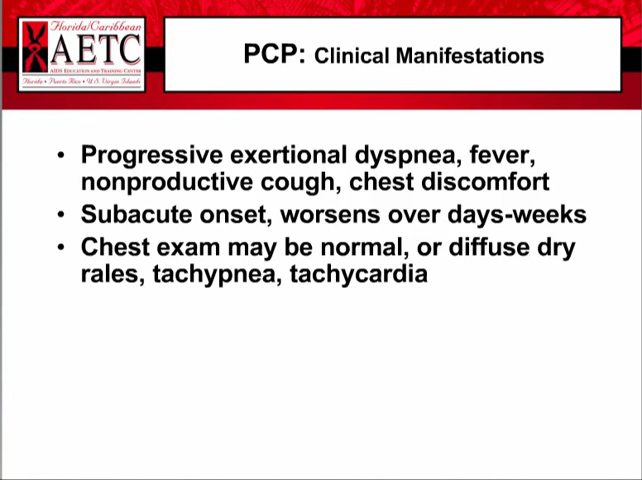 Florida/Caribbean
AETC
AIDS EDUCATION AND TRAINING CENTER
Florida • Puerto Rico • U.S. Virgin Islands
PCP: Clinical Manifestations
• Progressive exertional dyspnea, fever,
nonproductive cough, chest discomfort
• Subacute onset, worsens over days-weeks
• Chest exam may be normal, or diffuse dry
rales, tachypnea, tachycardia